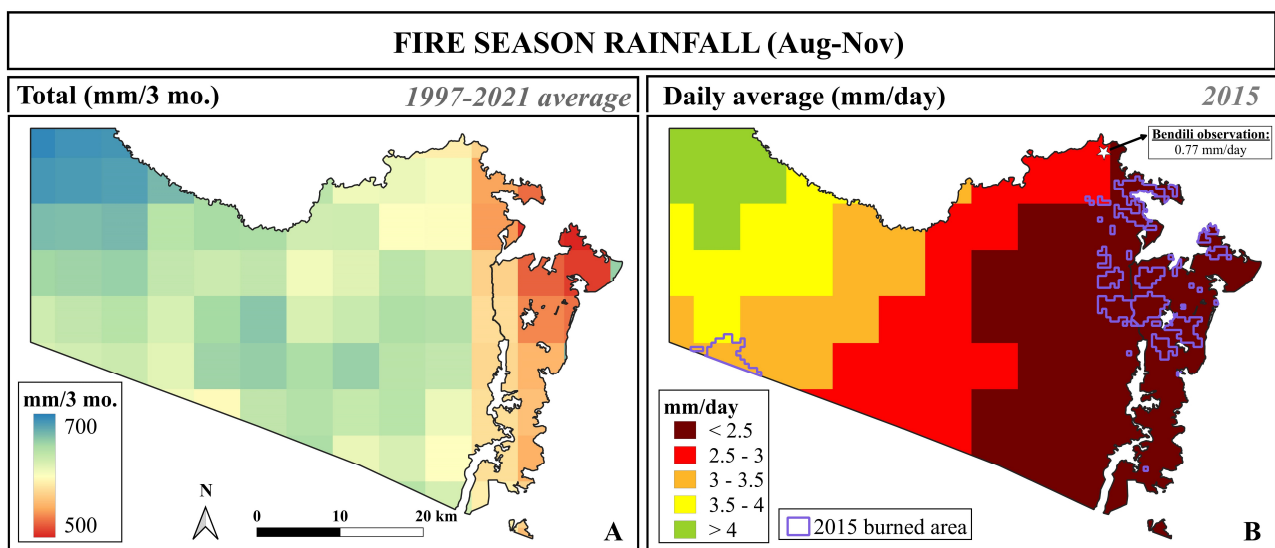 FIRE SEASON RAINFALL (Aug-Nov)
Total (mm/3 mo.)
1997-2021 average
Daily average (mm/day)
2015
Bendili observation:
0.77 mm/day
mm/3 mo.
700
500
N
0
10
20 km
A
mm/day
< 2.5
2.5 - 3
3 - 3.5
3.5 - 4
> 4
2015 burned area
B